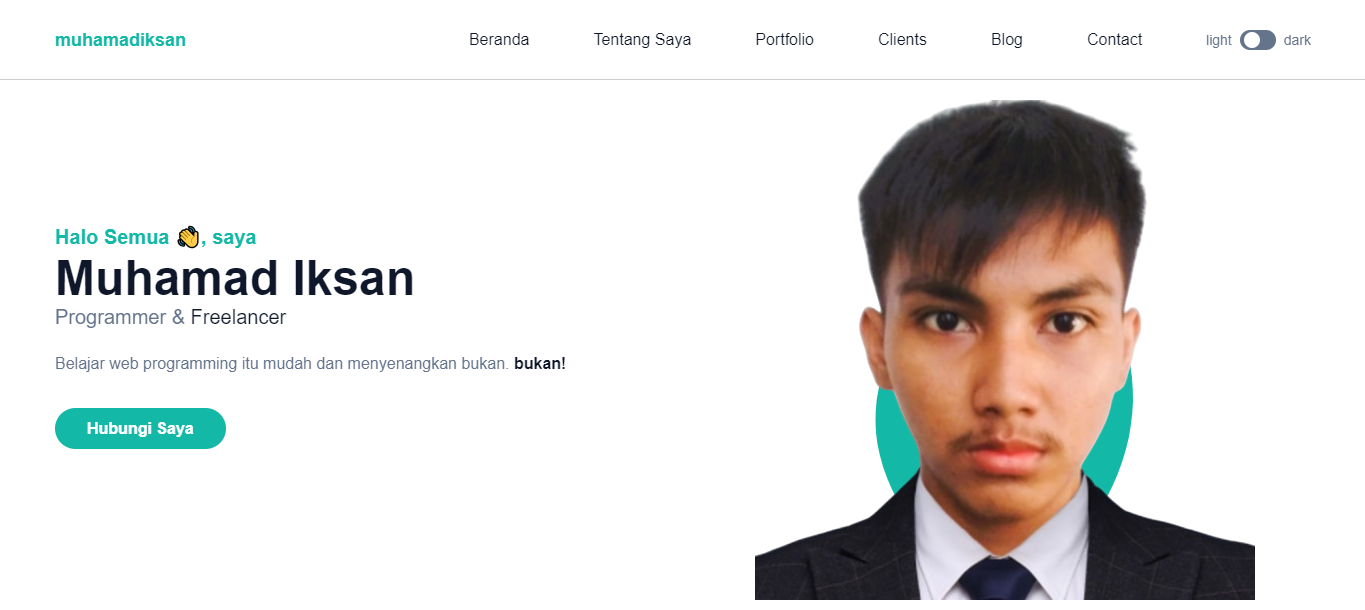 muhamadiksan Beranda Tentang Saya Portfolio Clients Blog Contact light dark
Halo Semua 👋, saya
Muhamad Iksan
Programmer & Freelancer
Belajar web programming itu mudah dan menyenangkan bukan. bukan!
Hubungi Saya